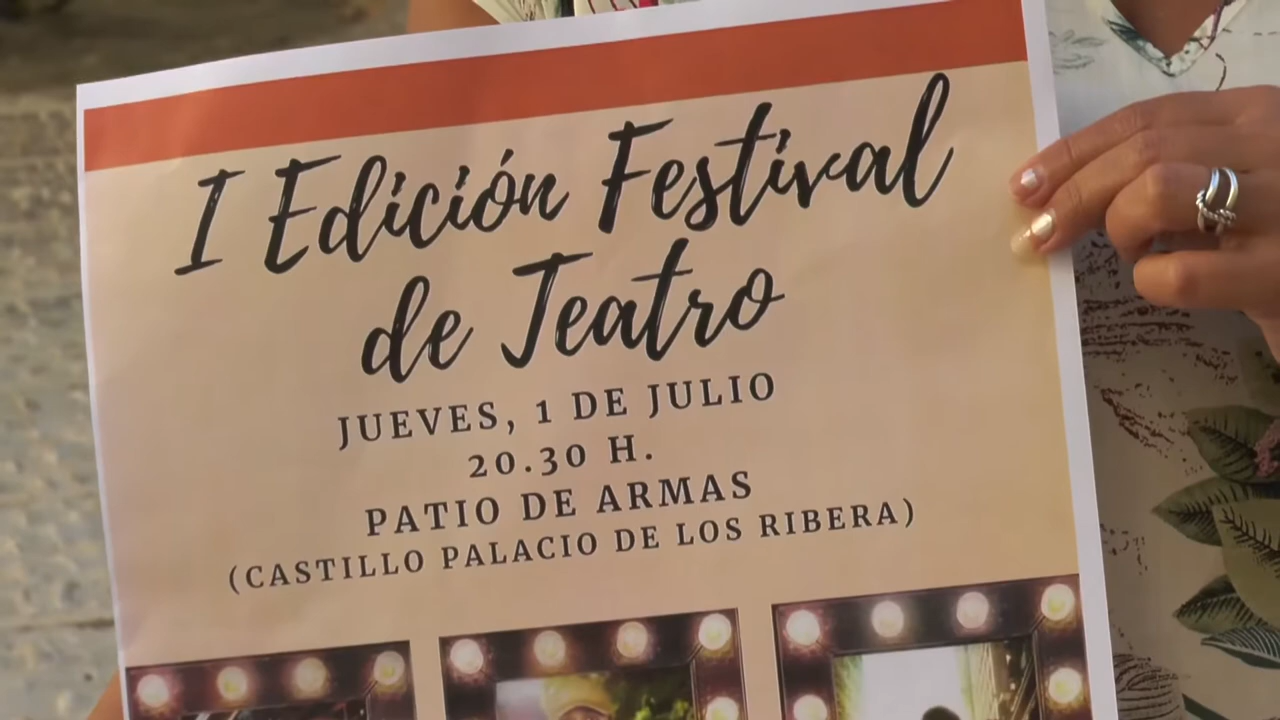 I Edición Festival
de Teatro
JUEVES, 1 DE JULIO
20.30 H.
PATIO DE ARMAS
(CASTILLO PALACIO DE LOS RIBERA)